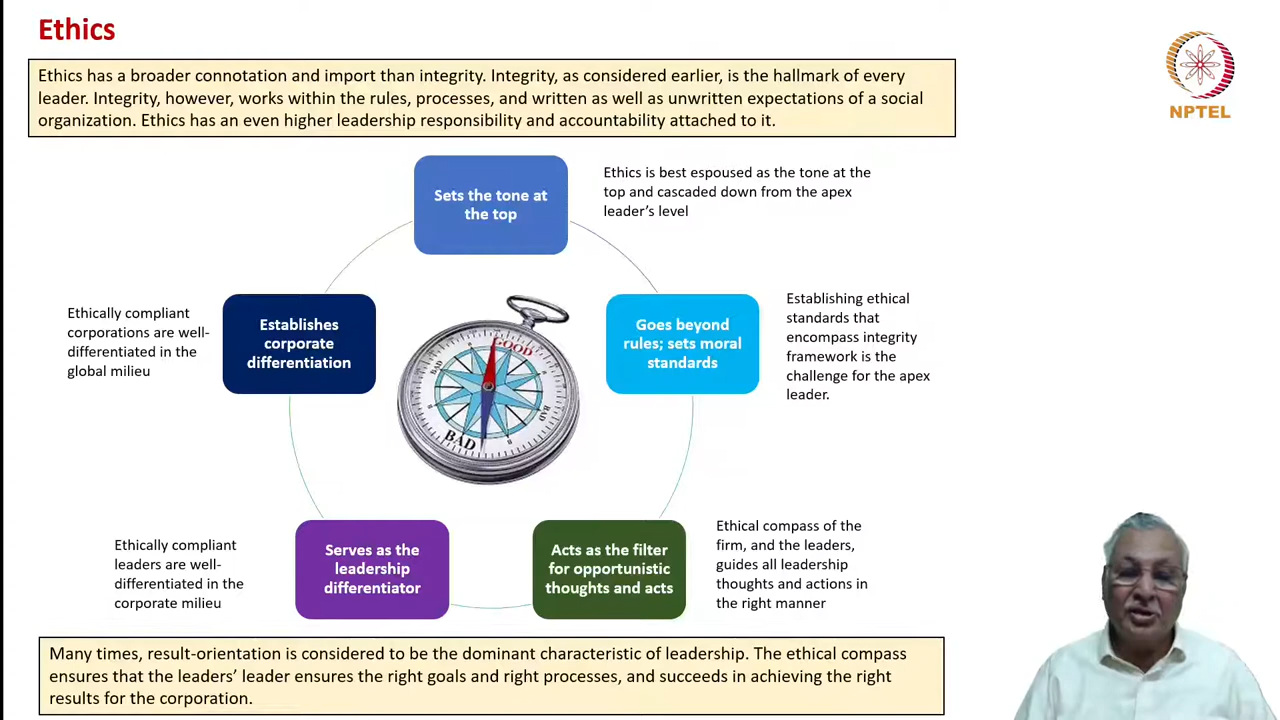 Ethics
NPTEL
Ethics has a broader connotation and import than integrity. Integrity, as considered earlier, is the hallmark of every
leader. Integrity, however, works within the rules, processes, and written as well as unwritten expectations of a social
organization. Ethics has an even higher leadership responsibility and accountability attached to it.
Sets the tone at
the top
Ethics is best espoused as the tone at the
top and cascaded down from the apex
leader's level
Goes beyond
rules; sets moral
standards
Establishing ethical
standards that
encompass integrity
framework is the
challenge for the apex
leader.
Acts as the filter
for opportunistic
thoughts and acts
Ethical compass of the
firm, and the leaders,
guides all leadership
thoughts and actions in
the right manner
Serves as the
leadership
differentiator
Ethically compliant
leaders are well-
differentiated in the
corporate milieu
Establishes
corporate
differentiation
Ethically compliant
corporations are well-
differentiated in the
global milieu
GOOD
BAD
BAD
BAD
Many times, result-orientation is considered to be the dominant characteristic of leadership. The ethical compass
ensures that the leaders' leader ensures the right goals and right processes, and succeeds in achieving the right
results for the corporation.